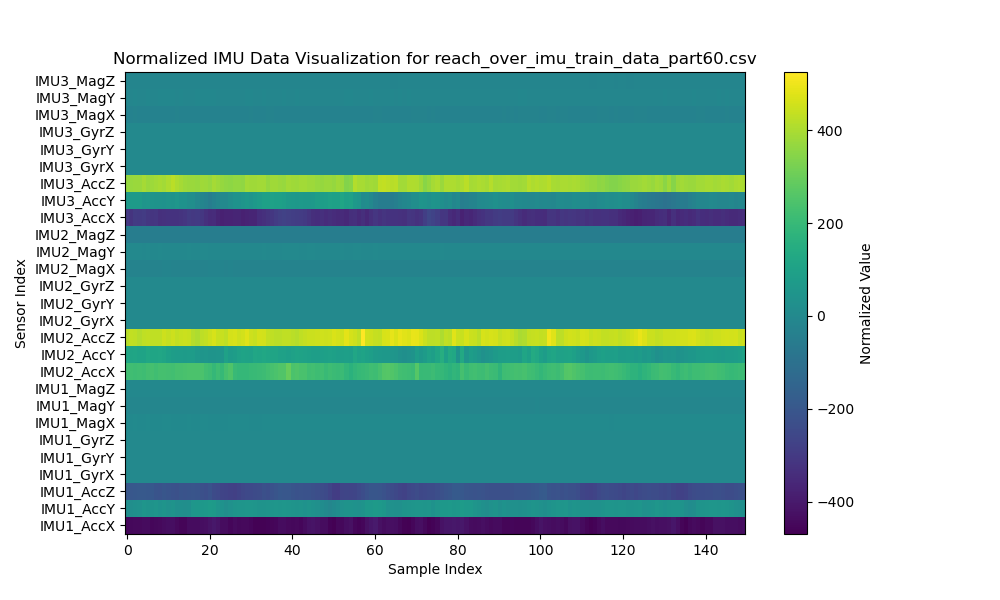 Normalized IMU Data Visualization for reach_over_imu_train_data_part60.csv
IMU3_MagZ
IMU3_MagY
IMU3_MagX
IMU3_GyrZ
IMU3_GyrY
IMU3_GyrX
IMU3_AccZ
IMU3_AccY
IMU3_AccX
IMU2_MagZ
IMU2_MagY
IMU2_MagX
IMU2_GyrZ
IMU2_GyrY
IMU2_GyrX
IMU2_AccZ
IMU2_AccY
IMU2_AccX
IMU1_MagZ
IMU1_MagY
IMU1_MagX
IMU1_GyrZ
IMU1_GyrY
IMU1_GyrX
IMU1_AccZ
IMU1_AccY
IMU1_AccX
Sensor Index
0 20 40 60 80 100 120 140
Sample Index
400
200
0
−200
−400
Normalized Value